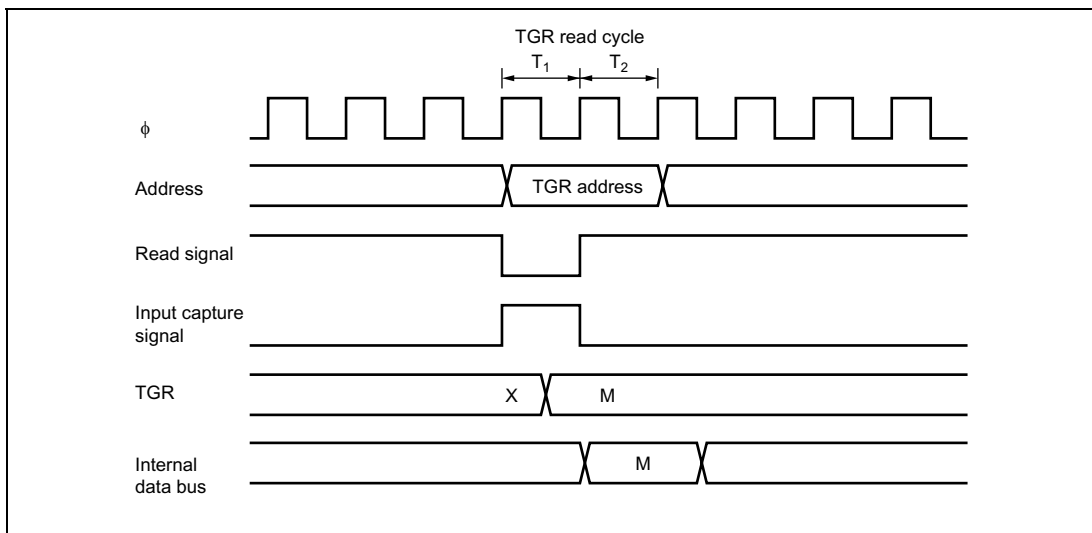 TGR read cycle
T1 T2
ϕ
Address
TGR address
Read signal
Input capture
signal
TGR
X M
Internal
data bus
M